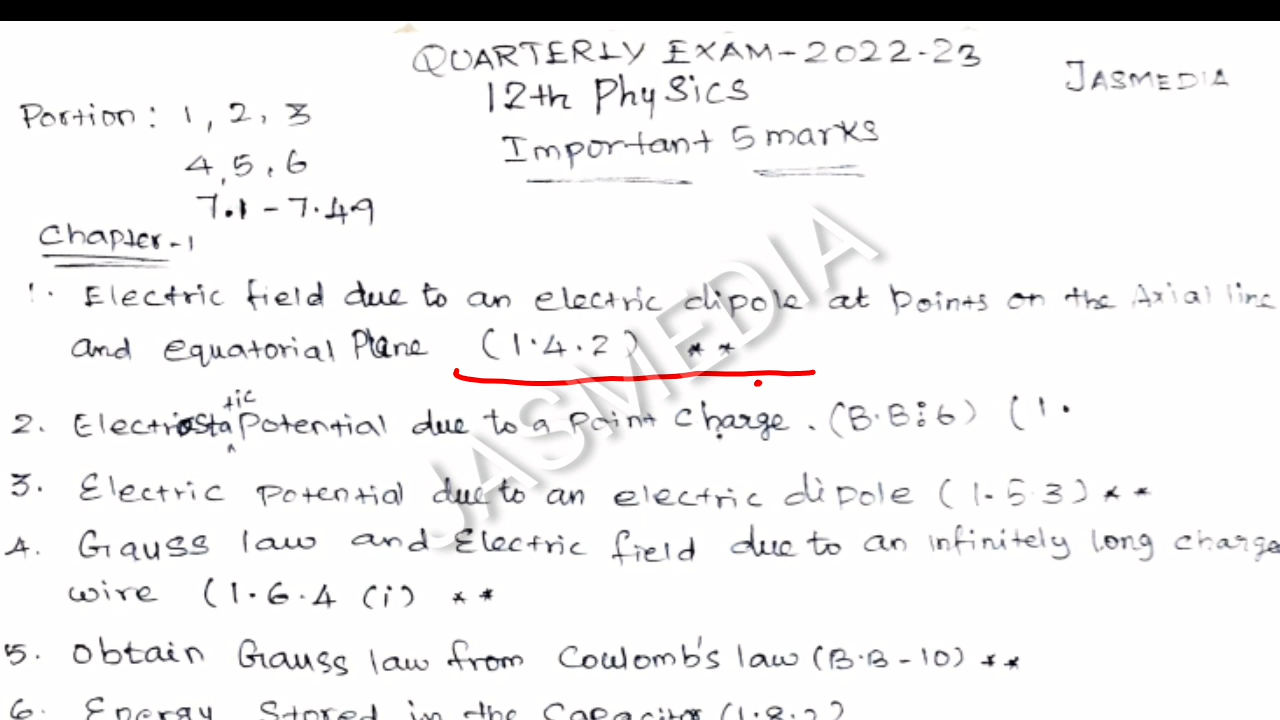 QUARTERLY EXAM-2022-23
JASMEDIA
12th Physics
Portion: 1, 2, 3
Important 5 marks
4, 5, 6
7.1 - 7.49
Chapter-1
1. Electric field due to an electric dipole at points on the Axial line
and equatorial Plane (1.4.2) **
2. Electrostatic Potential due to a Point Charge. (B.B:6) (1.
3. Electric potential due to an electric dipole (1.5.3) **
4. Gauss law and Electric field due to an infinitely long charge
wire (1.6.4 (i) **
5. Obtain Gauss law from Coulomb's law (B.B-10) **
6. Energy Stored in the Capacitor (1.8.2)
JASMEDIA